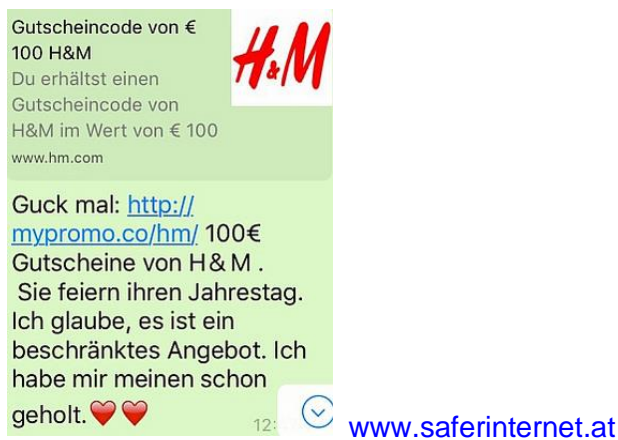 Gutscheincode von €
100 H&M
Du erhältst einen
Gutscheincode von
H&M im Wert von € 100
www.hm.com
H&M
Guck mal: http://
mypromo.co/hm/ 100€
Gutscheine von H& M .
Sie feiern ihren Jahrestag.
Ich glaube, es ist ein
beschränktes Angebot. Ich
habe mir meinen schon
geholt.❤️❤️
12:
www.saferinternet.at